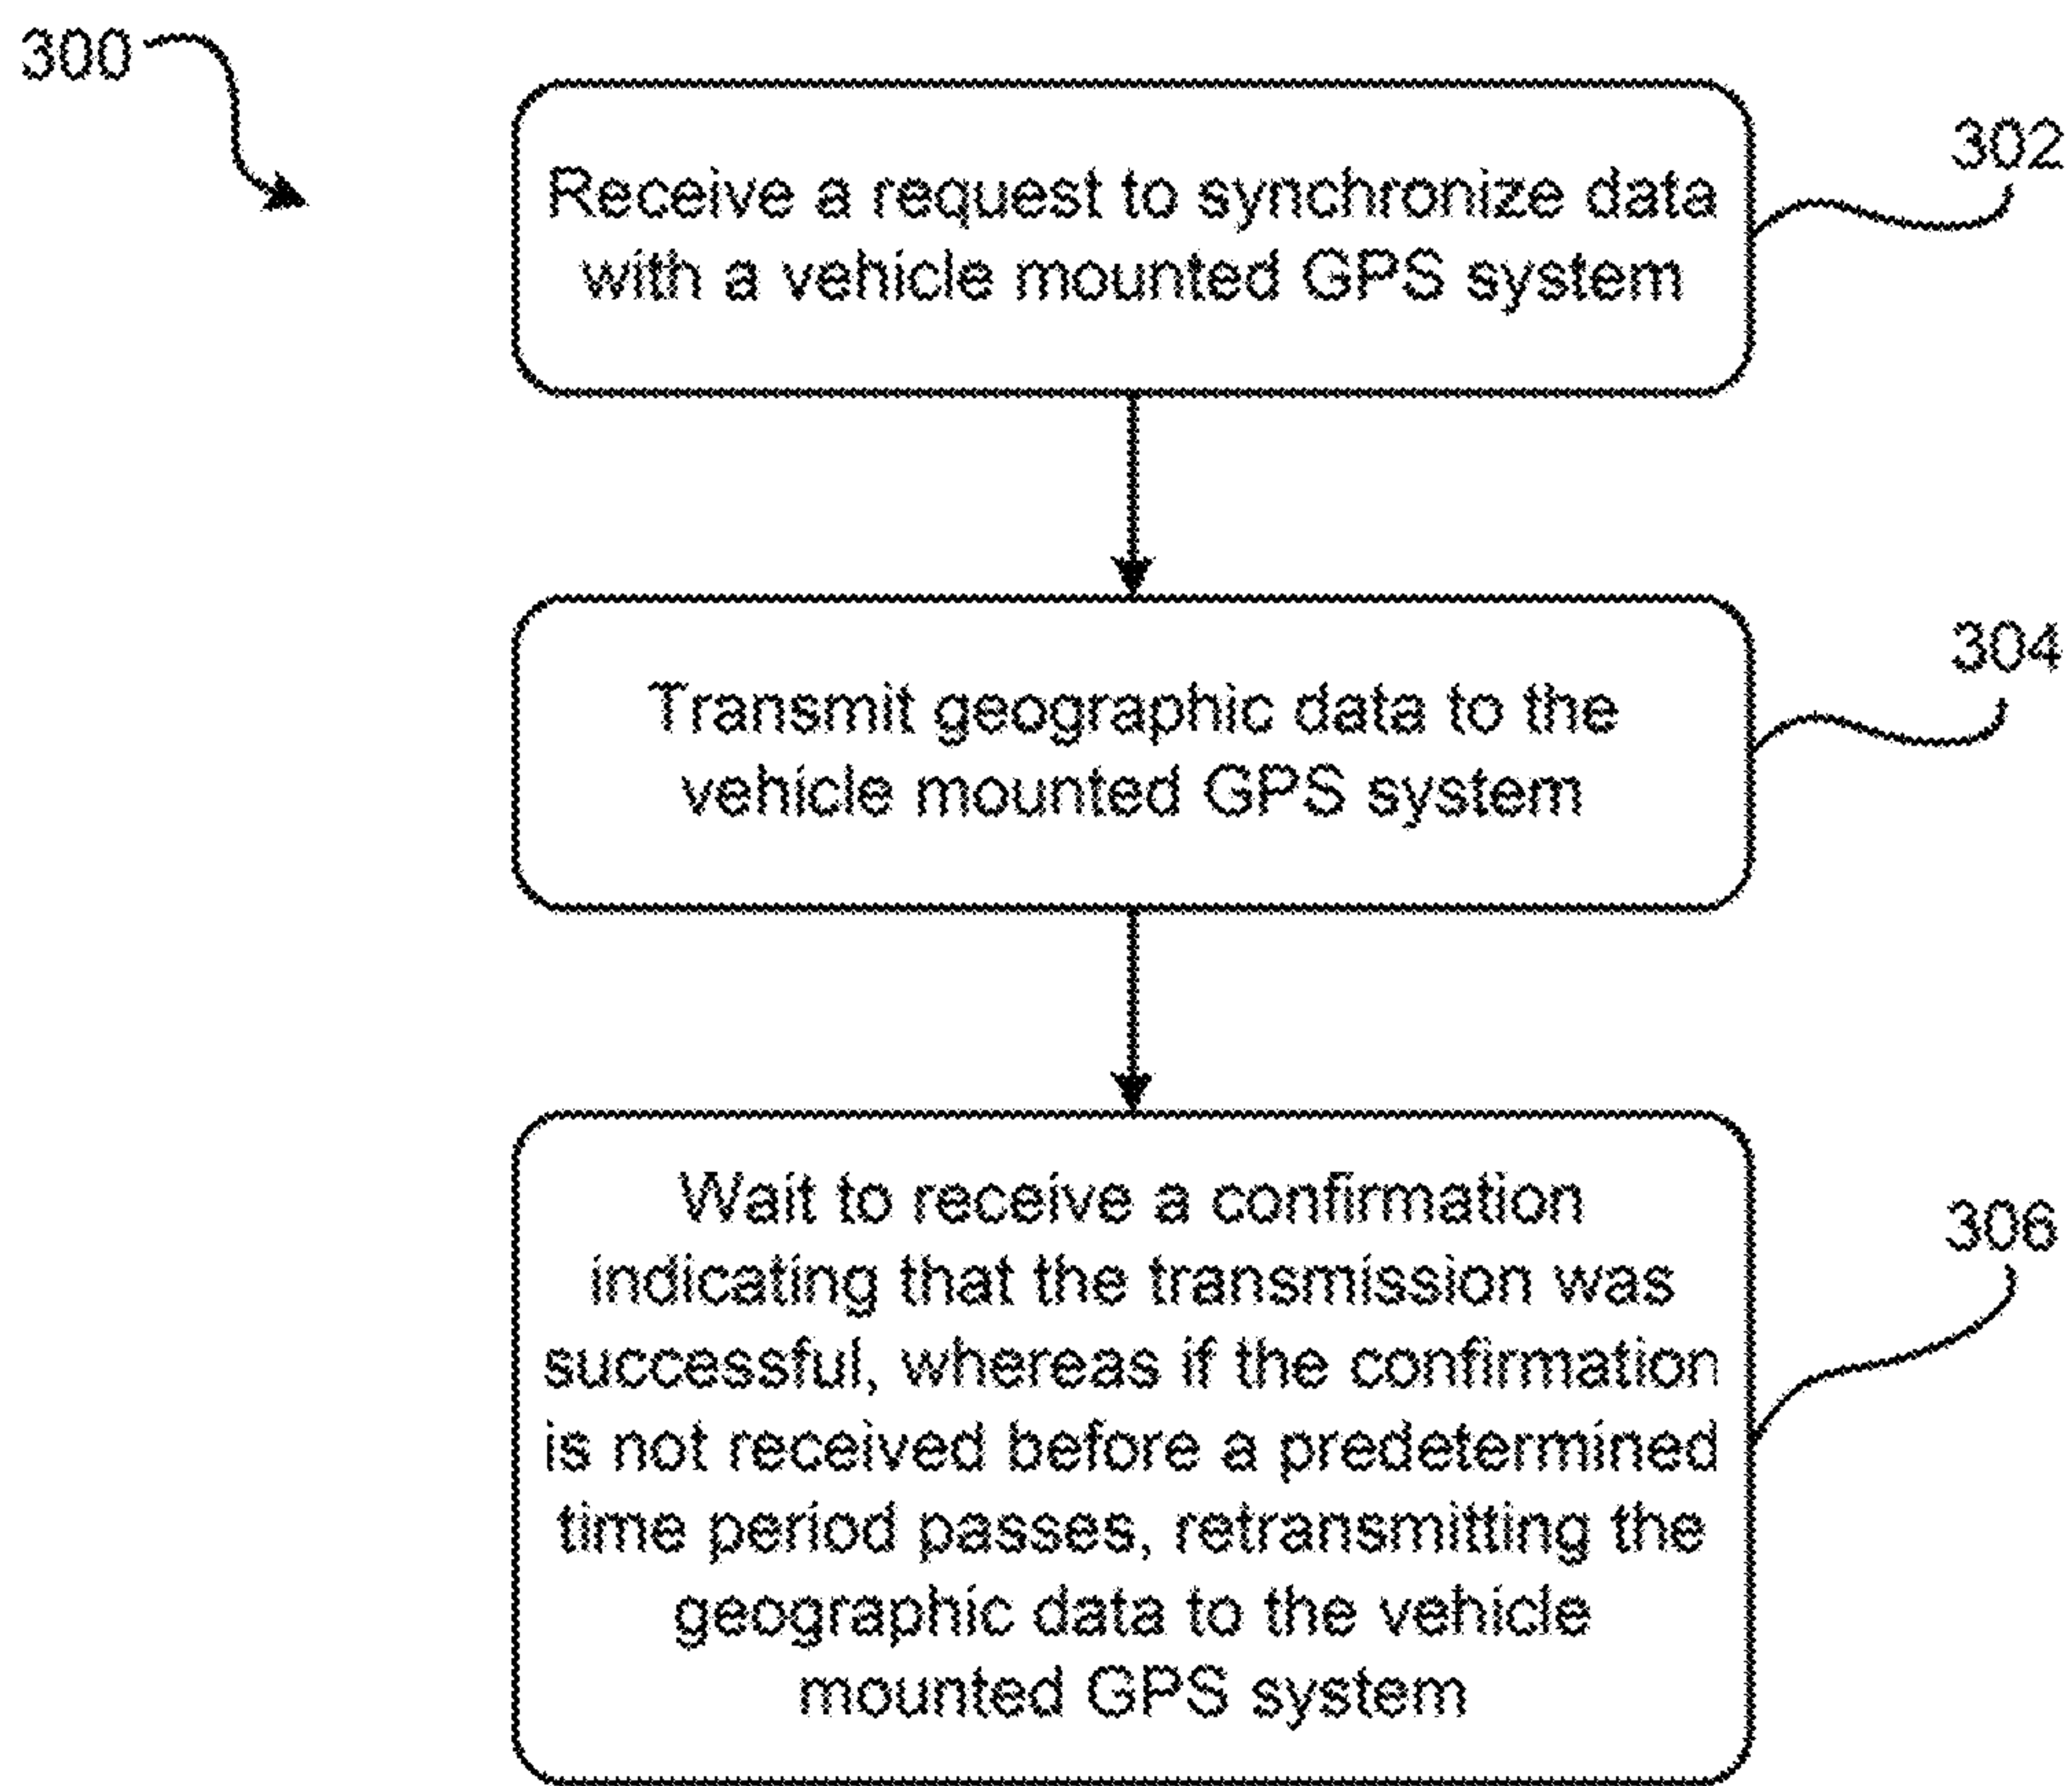 300
302
Receive a request to synchronize data
with a vehicle mounted GPS system
304
Transmit geographic data to the
vehicle mounted GPS system
306
Wait to receive a confirmation
indicating that the transmission was
successful, whereas if the confirmation
is not received before a predetermined
time period passes, retransmitting the
geographic data to the vehicle
mounted GPS system